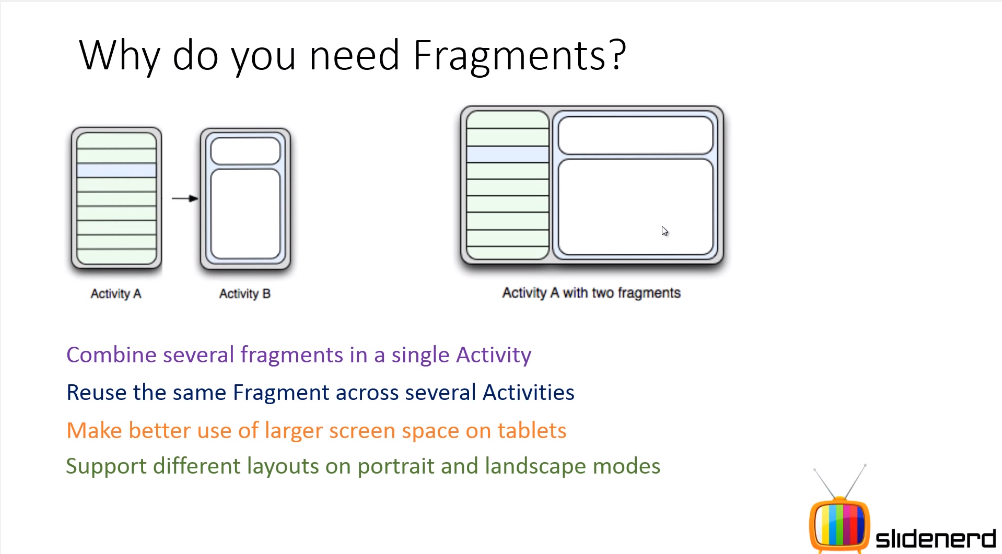 Why do you need Fragments?
Activity A
Activity B
Activity A with two fragments
Combine several fragments in a single Activity
Reuse the same Fragment across several Activities
Make better use of larger screen space on tablets
Support different layouts on portrait and landscape modes
slidenerd